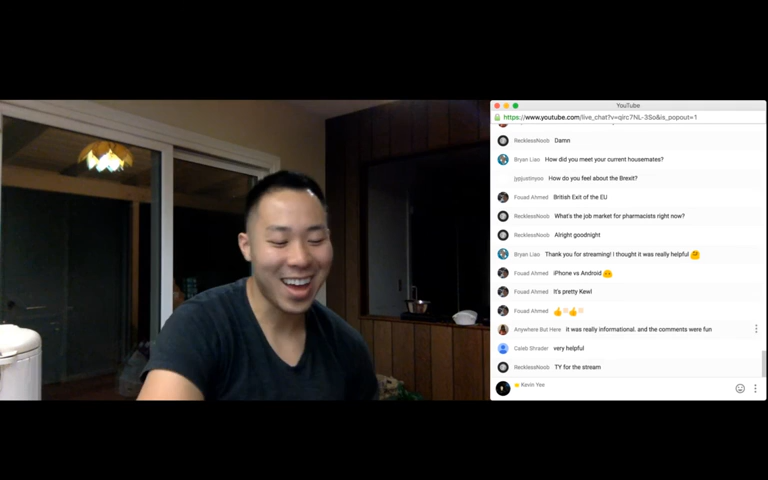 YouTube
https://www.youtube.com/live_chat?v=qirc7NL-3So&is_popout=1
RecklessNoob Damn
Bryan Liao How did you meet your current housemates?
How do you feel about the Brexit?
Fouad Ahmed British Exit of the EU
RecklessNoob What's the job market for pharmacists right now?
RecklessNoob Alright goodnight
Bryan Liao Thank you for streaming! I thought it was really helpful 🤗
Fouad Ahmed iPhone vs Android 🤗
Fouad Ahmed It's pretty Kewl
Fouad Ahmed 👍🏻👍🏻
Anywhere But Here it was really informational. and the comments were fun
Caleb Shrader very helpful
RecklessNoob TY for the stream
Kevin Yee